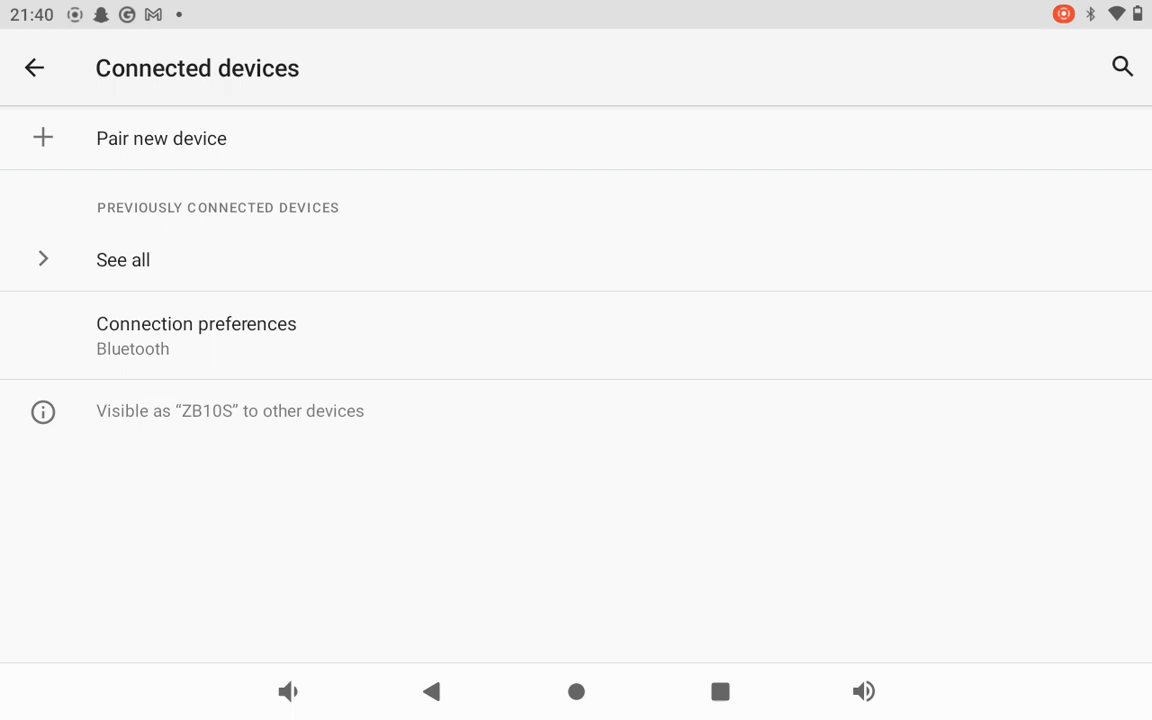 21:40
Connected devices
Pair new device
PREVIOUSLY CONNECTED DEVICES
See all
Connection preferences
Bluetooth
Visible as “ZB10S” to other devices